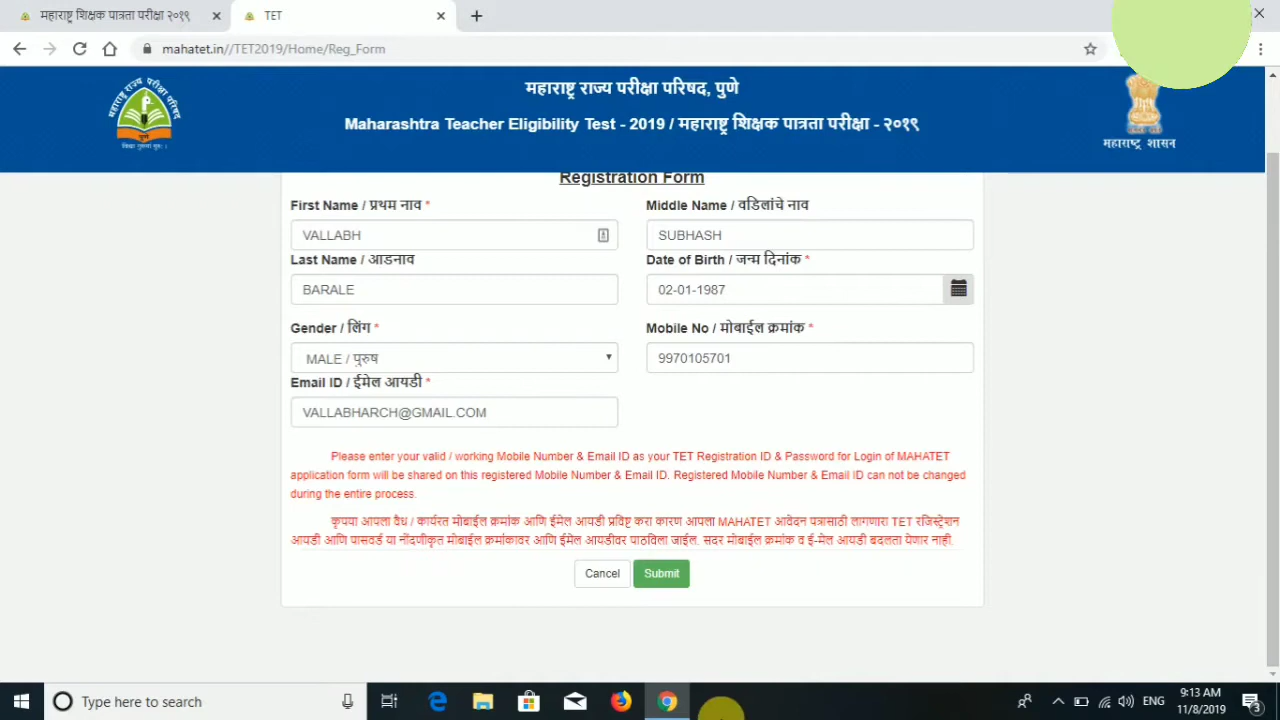 महाराष्ट्र शिक्षक पात्रता परीक्षा २०१९
TET
mahatet.in//TET2019/Home/Reg_Form
महाराष्ट्र राज्य परीक्षा परिषद, पुणे
Maharashtra Teacher Eligibility Test - 2019 / महाराष्ट्र शिक्षक पात्रता परीक्षा - २०१९
महाराष्ट्र राज्य परीक्षा परिषद
पुणे
महाराष्ट्र शासन
Registration Form
First Name / प्रथम नाव *
Middle Name / वडिलांचे नाव
VALLABH
SUBHASH
Last Name / आडनाव
Date of Birth / जन्म दिनांक *
BARALE
02-01-1987
Gender / लिंग *
Mobile No / मोबाईल क्रमांक *
MALE / पुरुष
9970105701
Email ID / ईमेल आयडी *
VALLABHARCH@GMAIL.COM
Please enter your valid / working Mobile Number & Email ID as your TET Registration ID & Password for Login of MAHATET
application form will be shared on this registered Mobile Number & Email ID. Registered Mobile Number & Email ID can not be changed
during the entire process.
कृपया आपला वैध / कार्यरत मोबाईल क्रमांक आणि ईमेल आयडी प्रविष्ट करा कारण आपला MAHATET आवेदन पत्रासाठी लागणारा TET रजिस्ट्रेशन
आयडी आणि पासवर्ड या नोंदणीकृत मोबाईल क्रमांकावर आणि ईमेल आयडीवर पाठविला जाईल. सदर मोबाईल क्रमांक व ई-मेल आयडी बदलता येणार नाही.
Cancel
Submit
Type here to search
ENG
9:13 AM
11/8/2019
3